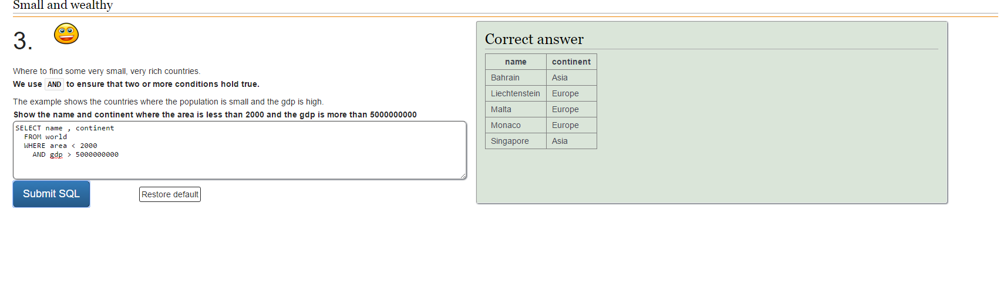 Small and wealthy
3.
Where to find some very small, very rich countries.
We use AND to ensure that two or more conditions hold true.
The example shows the countries where the population is small and the gdp is high.
Show the name and continent where the area is less than 2000 and the gdp is more than 5000000000
SELECT name , continent
FROM world
WHERE area < 2000
AND gdp > 5000000000
Submit SQL
Restore default
Correct answer
name continent
Bahrain Asia
Liechtenstein Europe
Malta Europe
Monaco Europe
Singapore Asia